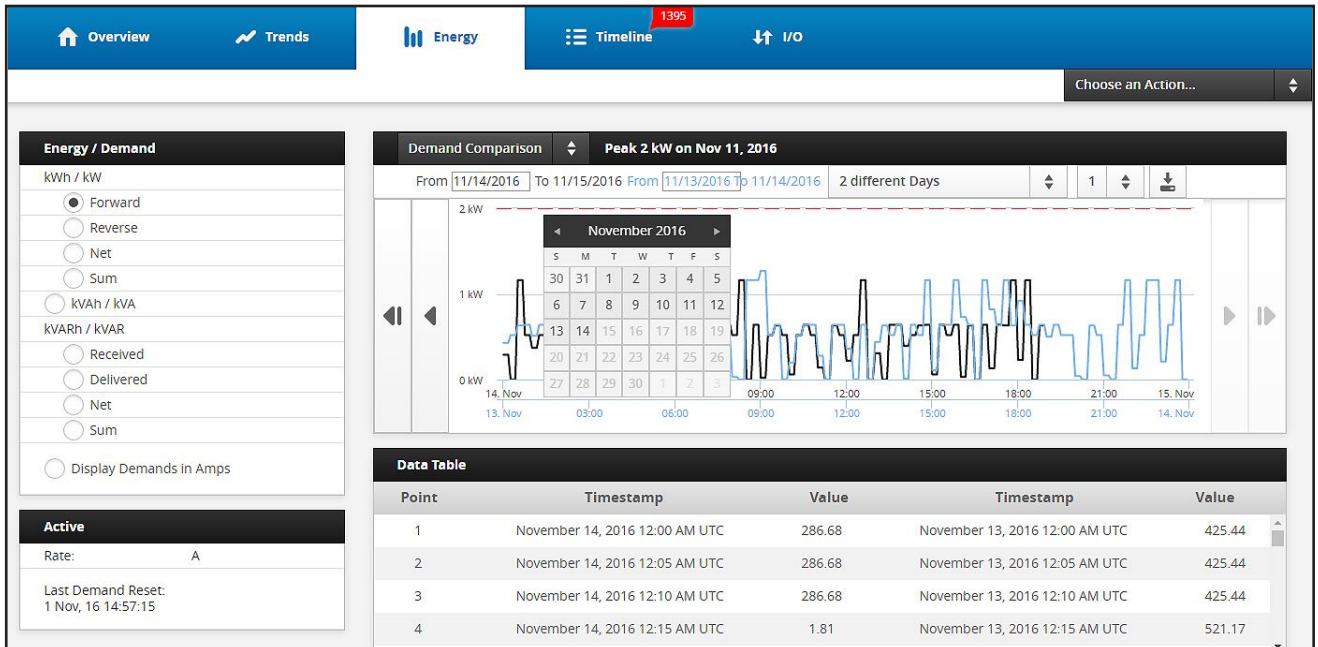 Overview Trends Energy Timeline 1395 I/O
Choose an Action...
Energy / Demand
kWh / kW
Forward
Reverse
Net
Sum
kVAh / kVA
kVARh / kVAR
Received
Delivered
Net
Sum
Display Demands in Amps
Active
Rate: A
Last Demand Reset:
1 Nov, 16 14:57:15
Demand Comparison Peak 2 kW on Nov 11, 2016
From 11/14/2016 To 11/15/2016 From 11/13/2016 To 11/14/2016 2 different Days 1
2 kW
1 kW
0 kW
November 2016
S M T W T F S
30 31 1 2 3 4 5
6 7 8 9 10 11 12
13 14 15 16 17 18 19
20 21 22 23 24 25 26
27 28 29 30 1 2 3
14. Nov 09:00 12:00 15:00 18:00 21:00 15. Nov
13. Nov 03:00 06:00 09:00 12:00 15:00 18:00 21:00 14. Nov
Data Table
Point Timestamp Value Timestamp Value
1 November 14, 2016 12:00 AM UTC 286.68 November 13, 2016 12:00 AM UTC 425.44
2 November 14, 2016 12:05 AM UTC 286.68 November 13, 2016 12:05 AM UTC 425.44
3 November 14, 2016 12:10 AM UTC 286.68 November 13, 2016 12:10 AM UTC 425.44
4 November 14, 2016 12:15 AM UTC 1.81 November 13, 2016 12:15 AM UTC 521.17